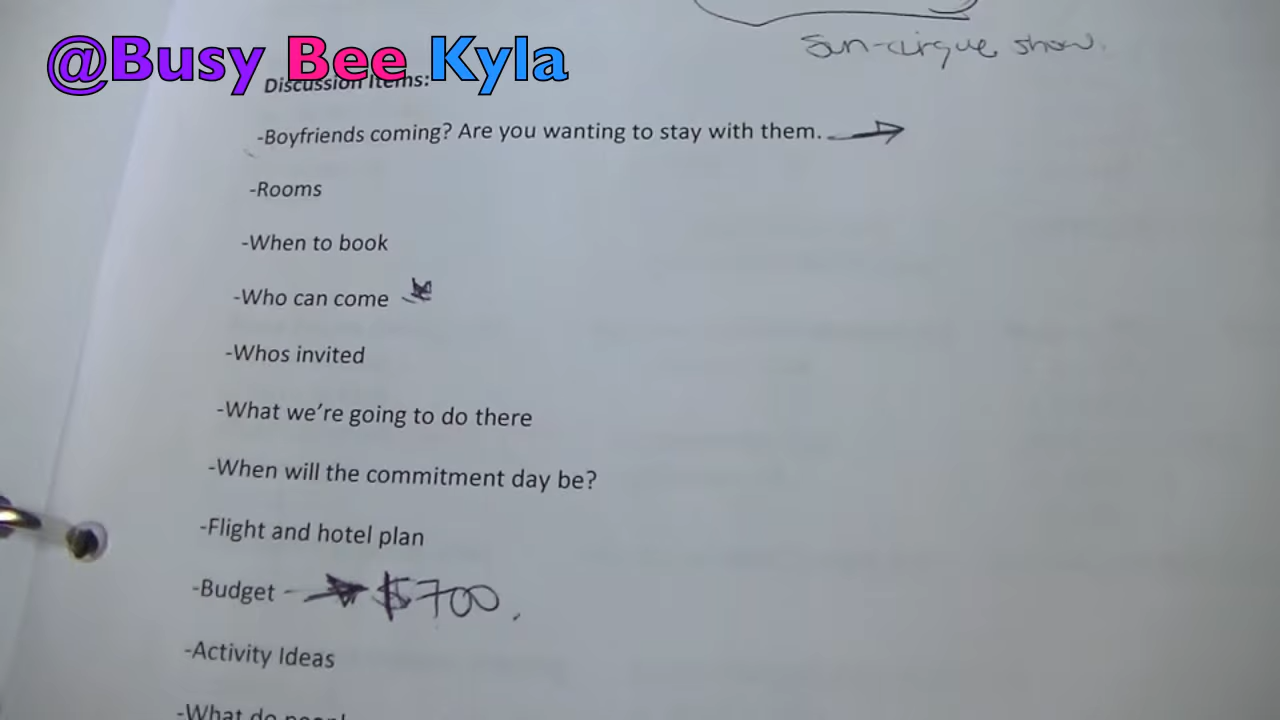 Sun-cirque show.
@Busy Bee Kyla
Discussion Items:
-Boyfriends coming? Are you wanting to stay with them.
-Rooms
-When to book
-Who can come
-Whos invited
-What we’re going to do there
-When will the commitment day be?
-Flight and hotel plan
-Budget $700.
-Activity Ideas
-What do